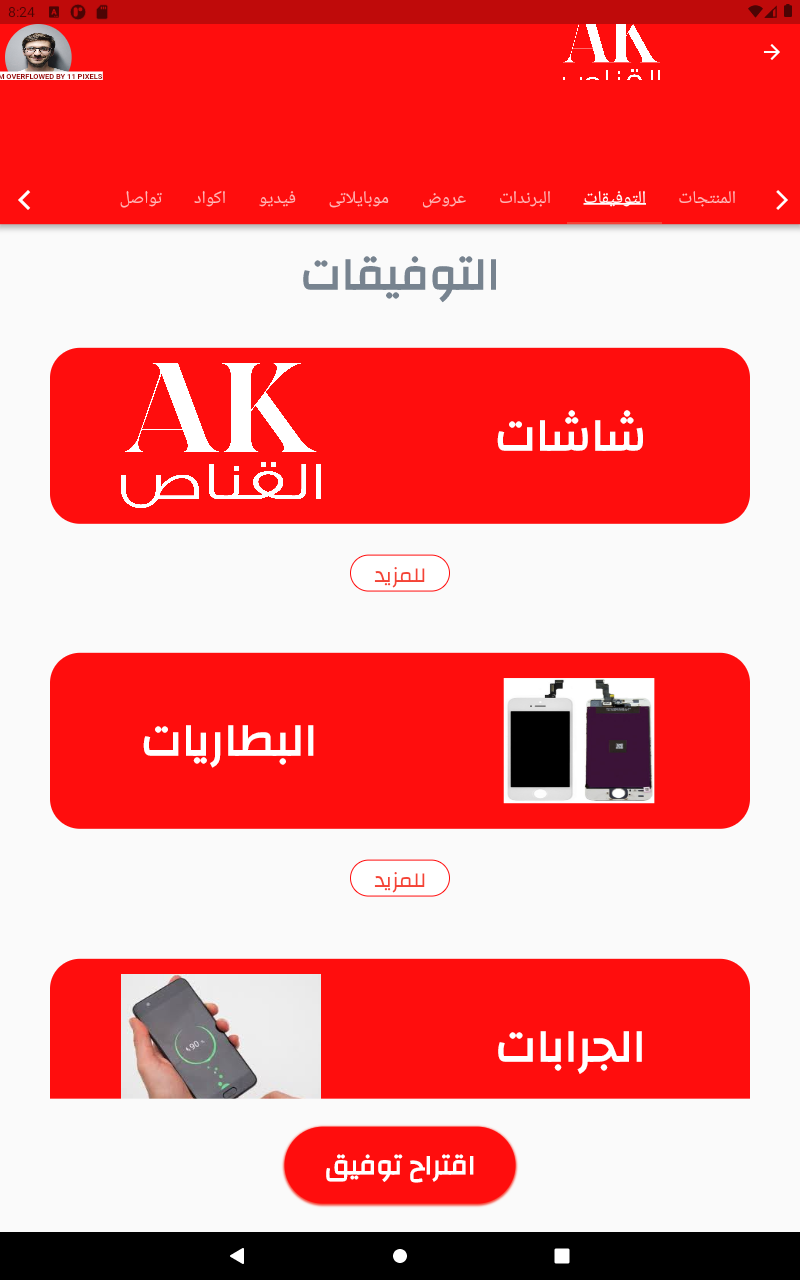 8:24
AK
القناص
M OVERFLOWED BY 11 PIXELS
المنتجات
التوفيقات
البرندات
عروض
موبايلاتى
فيديو
اكواد
تواصل
التوفيقات
شاشات
AK
القناص
للمزيد
البطاريات
للمزيد
الجرابات
90
اقتراح توفيق